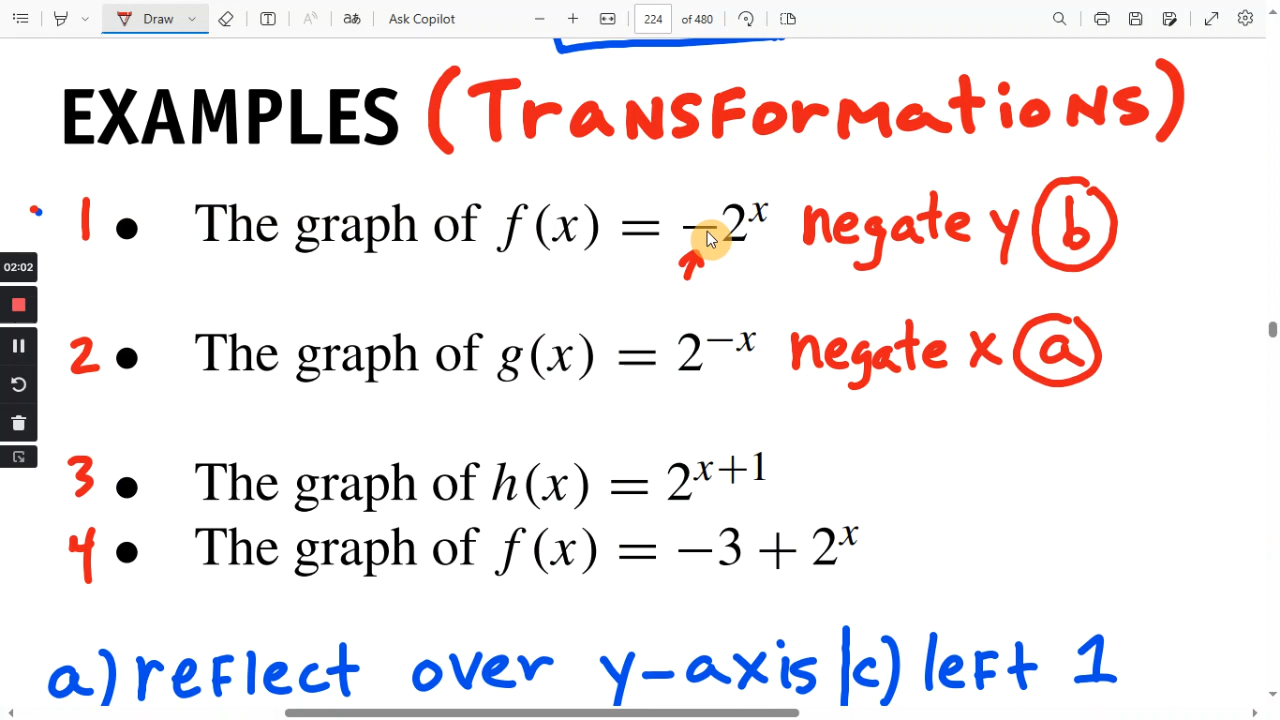 Draw
Ask Copilot
224 of 480
EXAMPLES (TransFormatioNs)
1 • The graph of f(x) = −2^x negate y b
02:02
2 • The graph of g(x) = 2^{−x} negate x a
3 • The graph of h(x) = 2^{x+1}
4 • The graph of f(x) = −3 + 2^x
a) reflect over y-axis | c) left 1